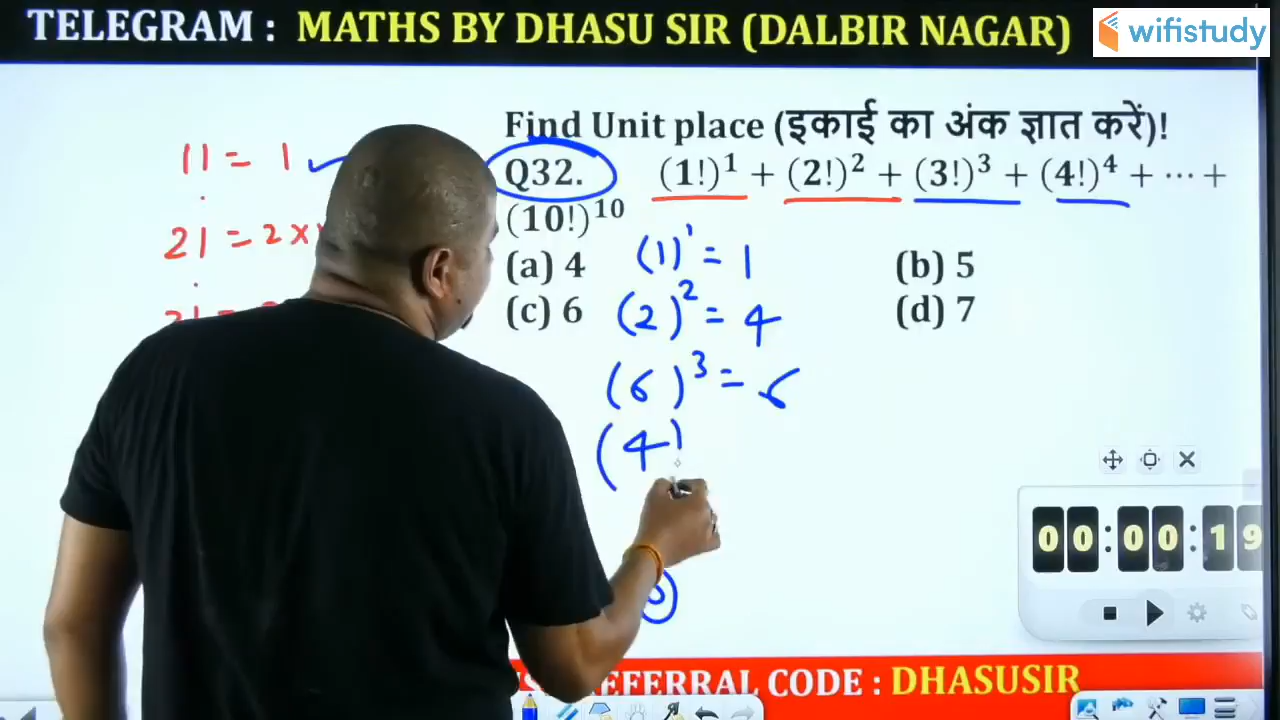 TELEGRAM : MATHS BY DHASU SIR (DALBIR NAGAR)
wifistudy
Find Unit place (इकाई का अंक ज्ञात करें)!
Q32. (1!)¹ + (2!)² + (3!)³ + (4!)⁴ + ⋯ +
(10!)¹⁰
(a) 4 (b) 5
(c) 6 (d) 7
1! = 1
2! = 2×
(1)¹ = 1
(2)² = 4
(6)³ = 6
(4!
00:00:19
REFERRAL CODE : DHASUSIR